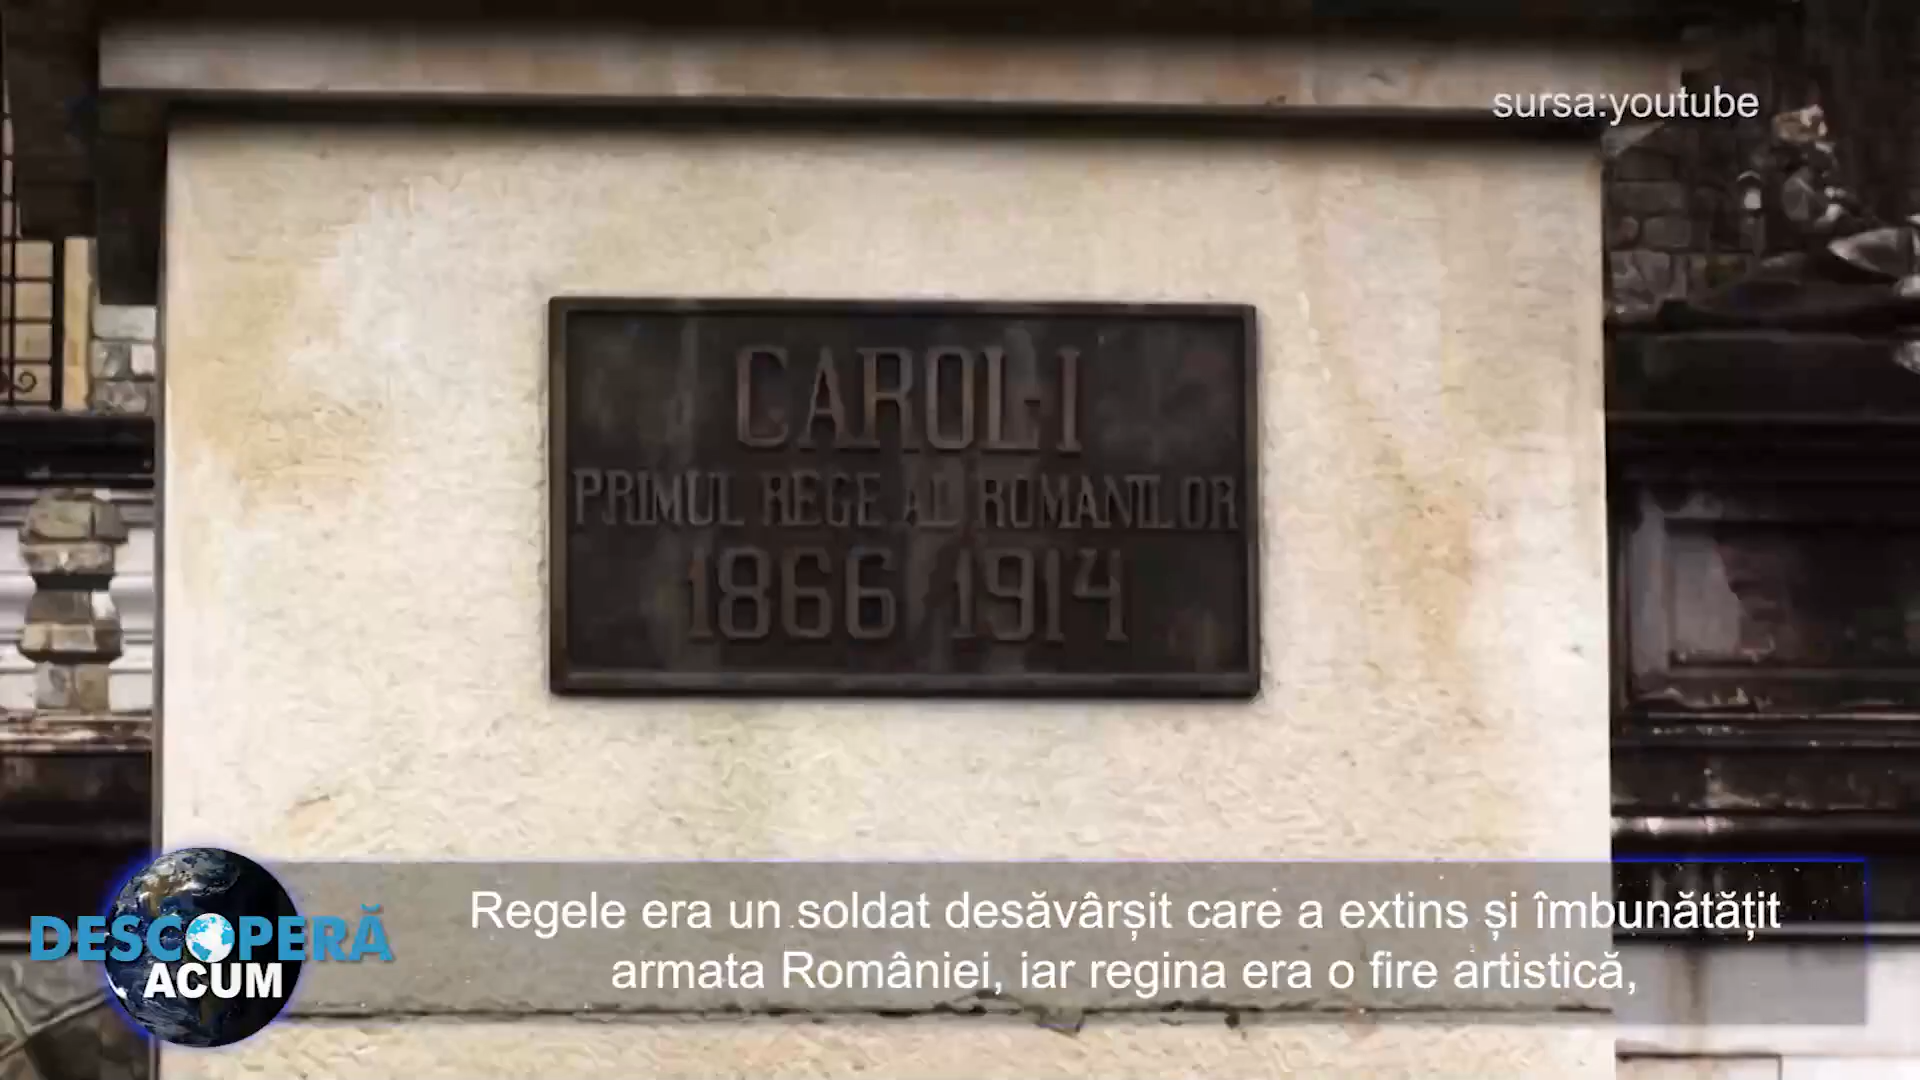 sursa:youtube
CAROL·I
PRIMUL REGE AL ROMANILOR
1866 1914
Regele era un soldat desăvârșit care a extins și îmbunătățit
armata României, iar regina era o fire artistică,
DESCOPERĂ
ACUM